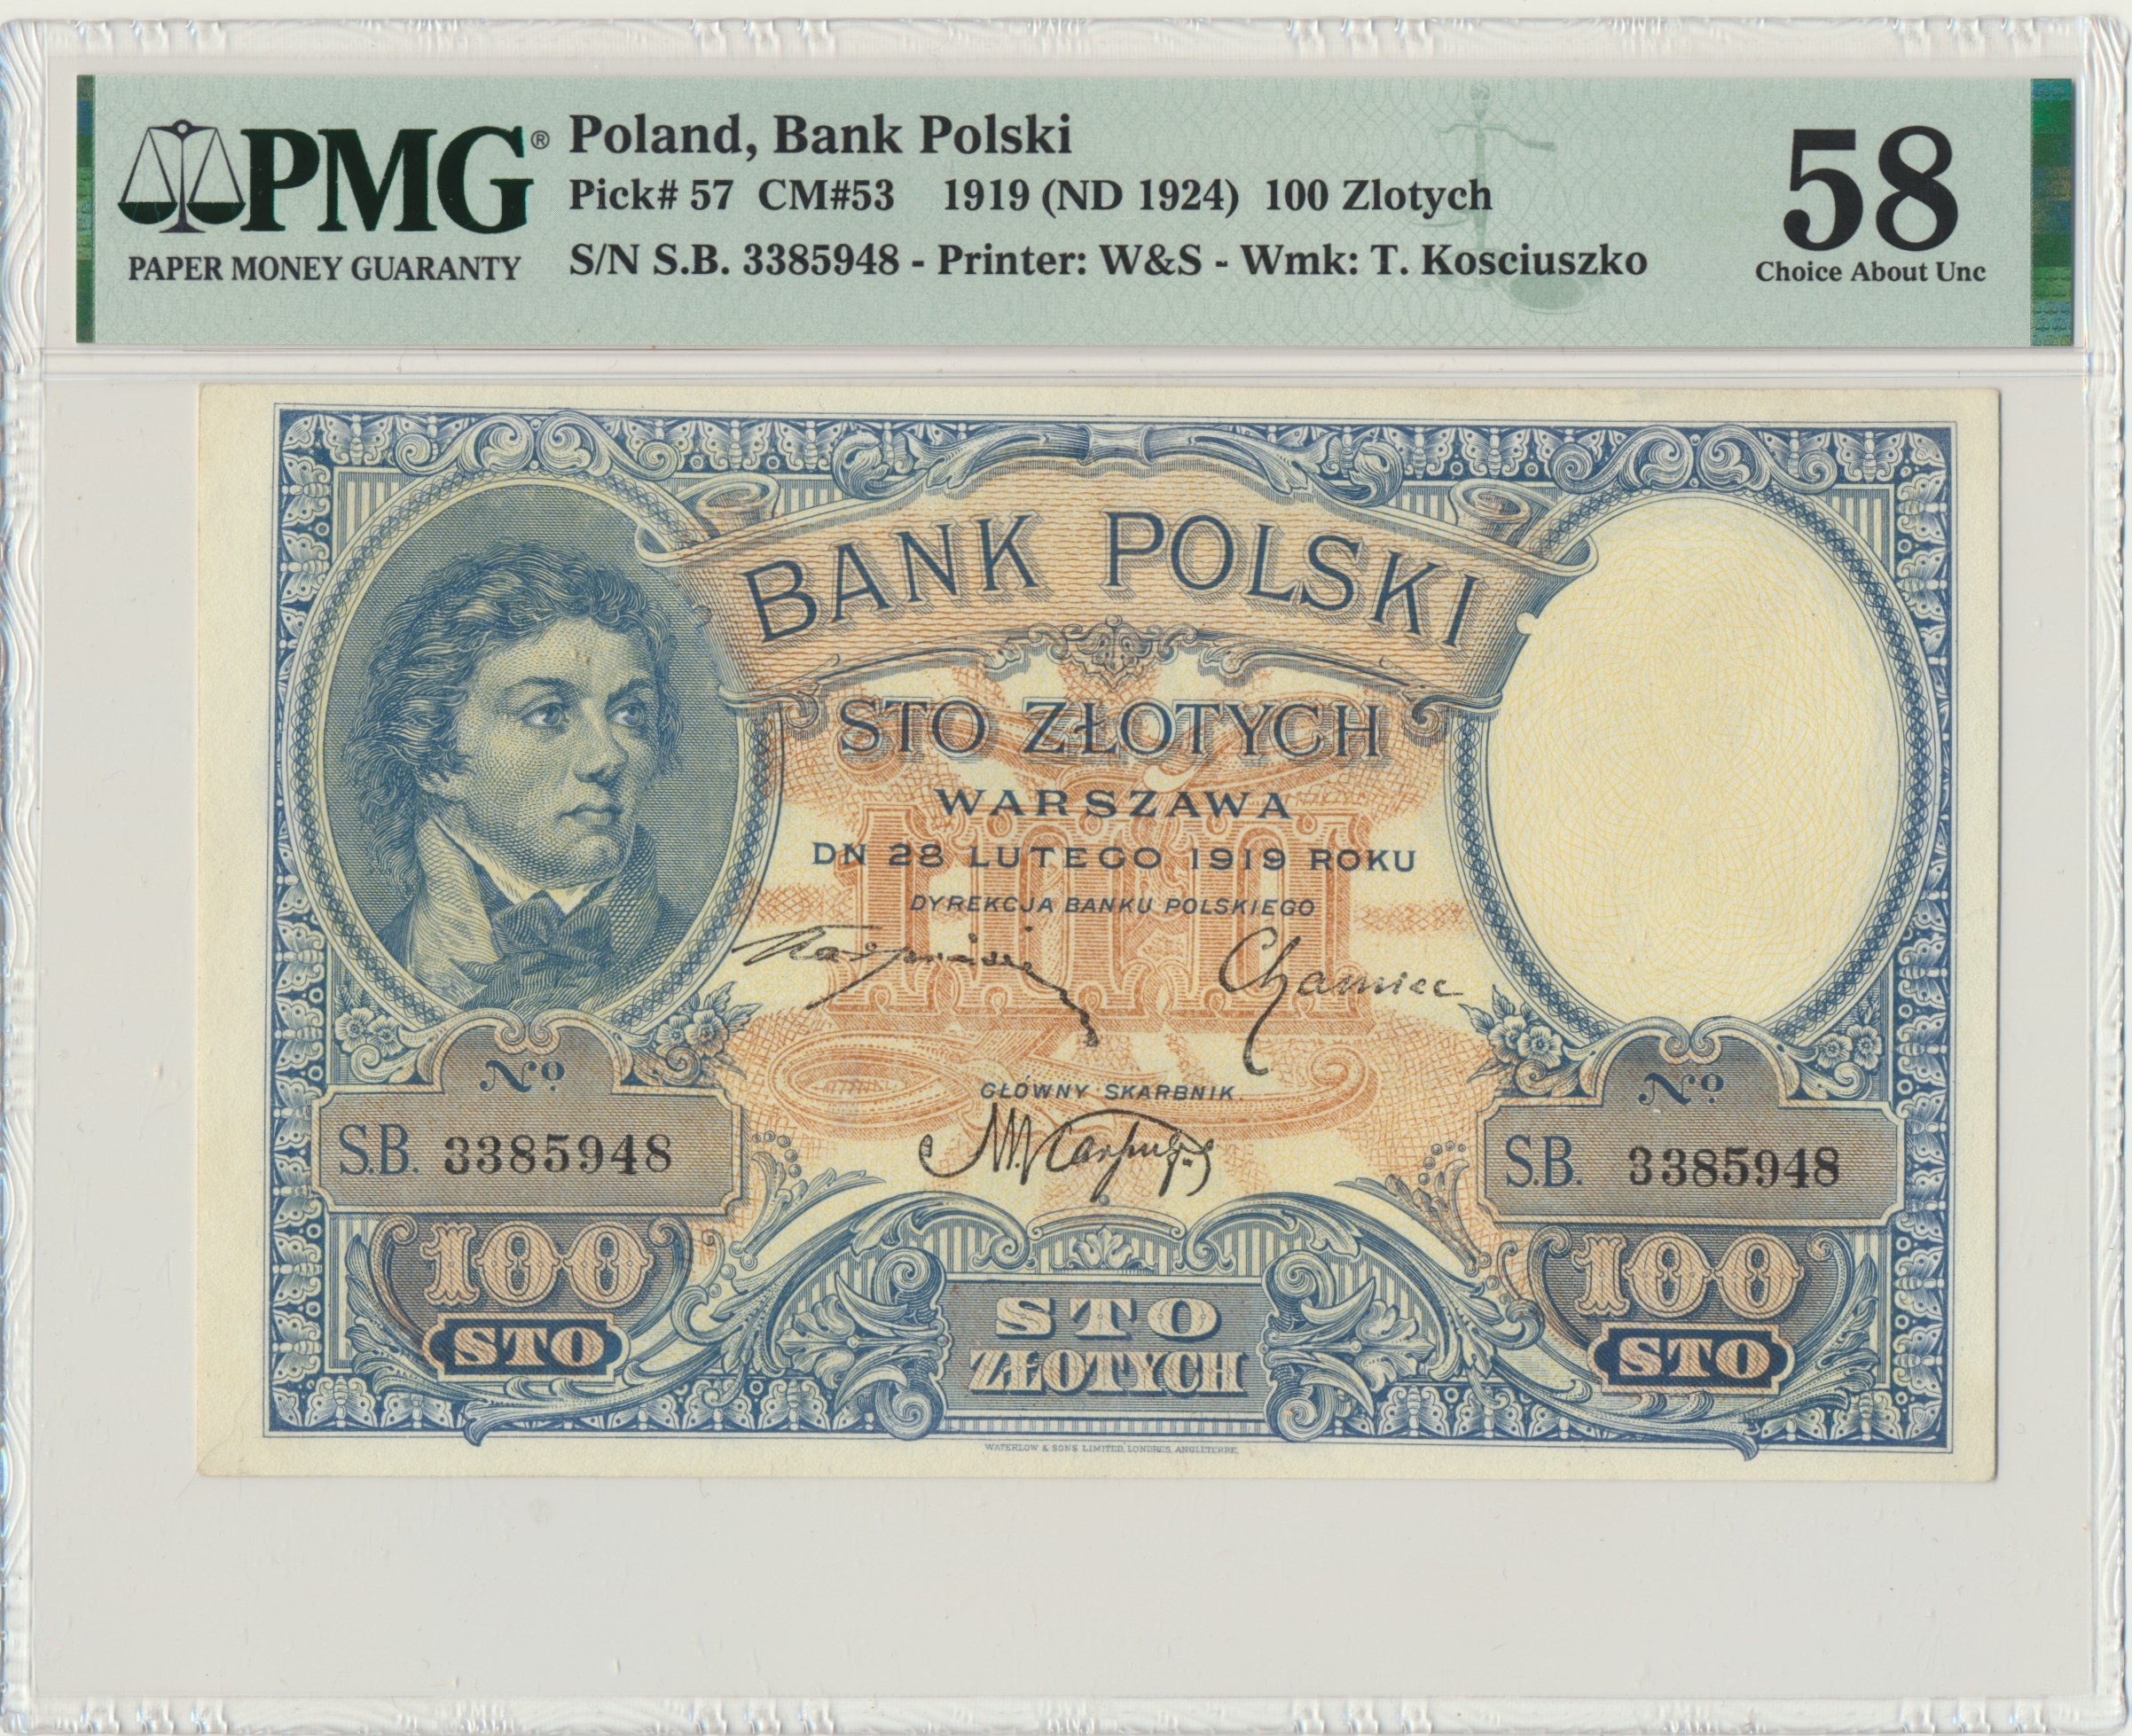 PMG®
PAPER MONEY GUARANTY
Poland, Bank Polski
Pick# 57 CM#53 1919 (ND 1924) 100 Zlotych
S/N S.B. 3385948 - Printer: W&S - Wmk: T. Kosciuszko
58
Choice About Unc
BANK POLSKI
STO ZŁOTYCH
WARSZAWA
DN 28 LUTEGO 1919 ROKU
100
DYREKCJA BANKU POLSKIEGO
Chamiec
GŁÓWNY SKARBNIK.
No
S.B. 3385948
No
S.B. 3385948
100
STO
STO
ZŁOTYCH
100
STO
WATERLOW & SONS LIMITED, LONDRES, ANGLETERRE.